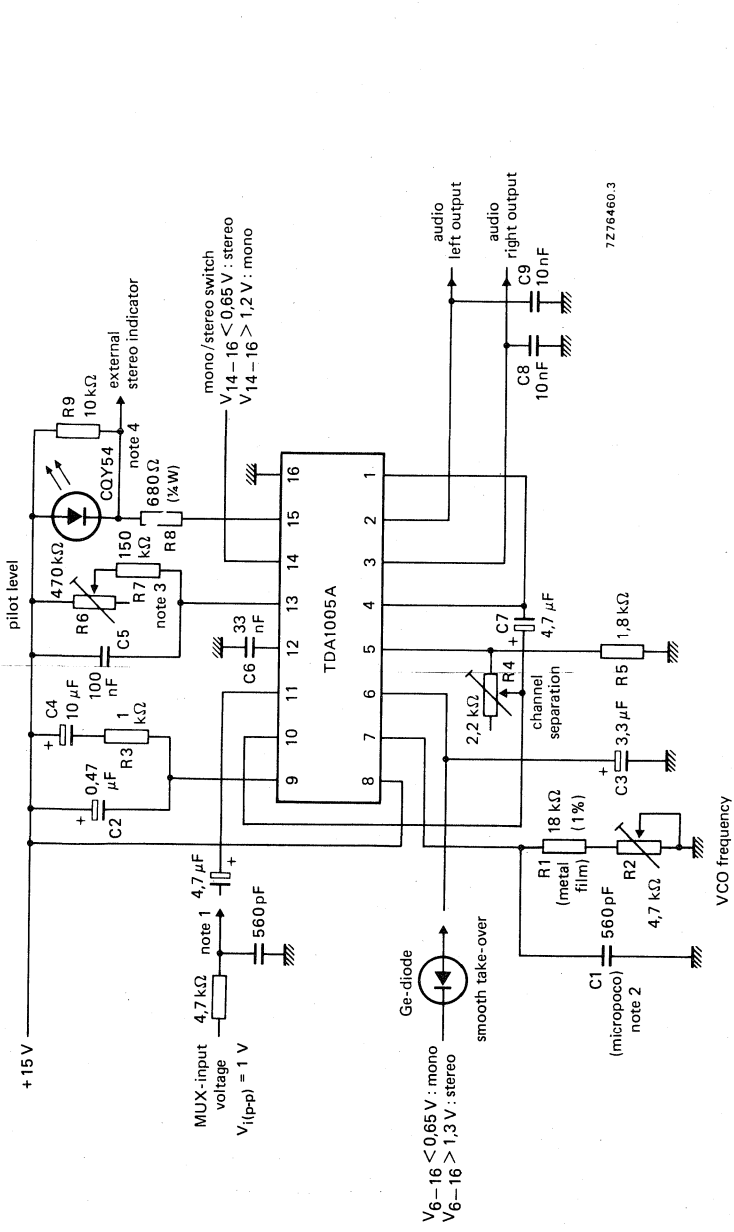 +15 V
pilot level
C4
+
10 µF
R3
1
kΩ
+
0,47
µF
C2
470 kΩ
R6
C5
100
nF
150
kΩ
R7
note 3
CQY54
R9
10 kΩ
note 4
external
stereo indicator
680 Ω
(¼W)
R8
33
nF
C6
mono/stereo switch
V14−16 < 0,65 V : stereo
V14−16 > 1,2 V : mono
MUX-input
voltage
Vi(p-p) = 1 V
4,7 kΩ
note 1
560 pF
4,7 µF
+
9
10
11
12
13
14
15
16
TDA1005A
8
7
6
5
4
3
2
1
V6−16 < 0,65 V : mono
V6−16 > 1,3 V : stereo
Ge-diode
smooth take-over
C1
560 pF
(micropoco)
note 2
R1
18 kΩ
(metal
film)
(1%)
R2
4,7 kΩ
VCO frequency
+
C3
3,3 µF
2,2 kΩ
R4
channel
separation
R5
1,8 kΩ
+
C7
4,7 µF
C8
10 nF
C9
10 nF
audio
left output
audio
right output
7Z76460.3